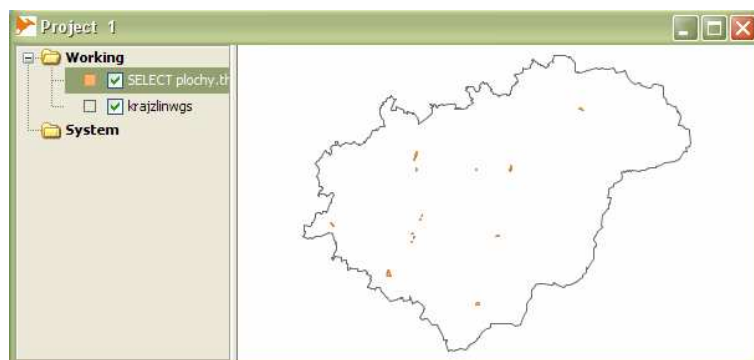 Project 1
Working
SELECT plochy.th
krajzlinwgs
System